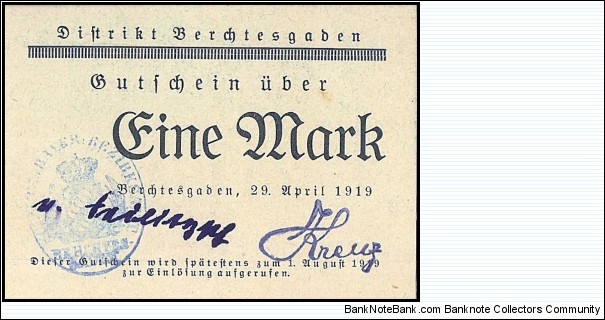 Distrikt Berchtesgaden
Gutschein über
Eine Mark
Berchtesgaden, 29. April 1919
Kreuz
Dieser Gutschein wird spätestens zum 1. August 1919
zur Einlösung aufgerufen.
BankNoteBank.com - Banknote Collectors Community